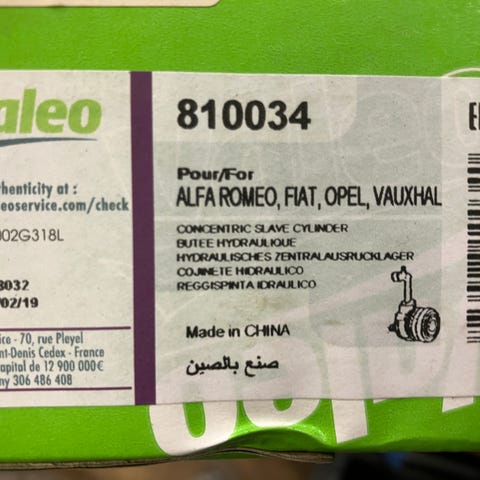 aleo
810034
Pour/For
ALFA ROMEO, FIAT, OPEL, VAUXHAL
CONCENTRIC SLAVE CYLINDER
BUTEE HYDRAULIQUE
HYDRAULISCHES ZENTRALAUSRUCKLAGER
COJINETE HIDRAULICO
REGGISPINTA IDRAULICO
Made in CHINA
صنع بالصين
thenticity at :
eoservice.com/check
002G318L
8032
/02/19
ice - 70, rue Pleyel
nt-Denis Cedex - France
apital de 12 900 000€
ny 306 486 408